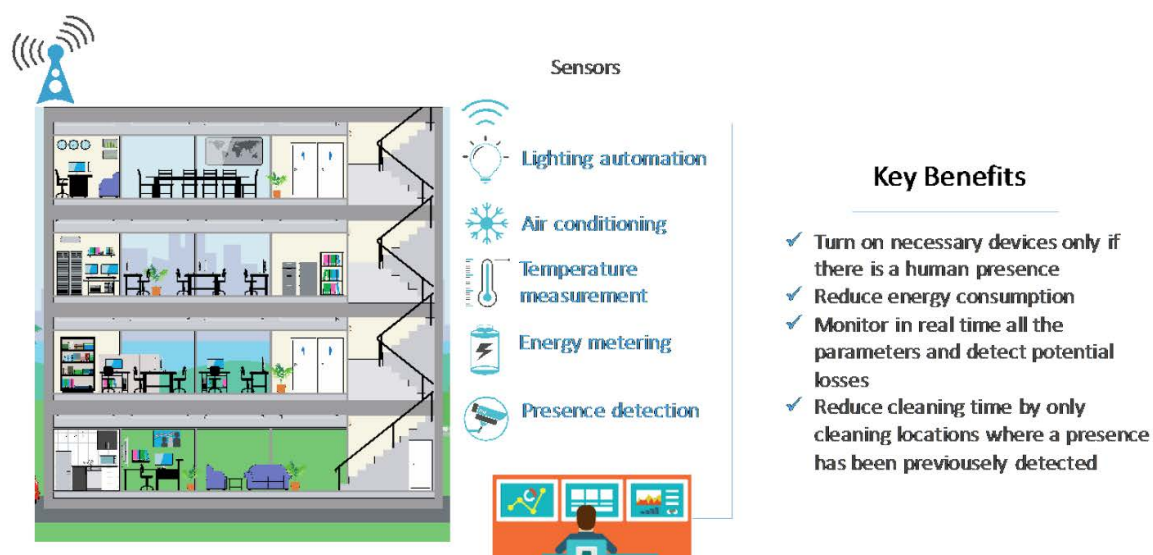 Sensors
Lighting automation
Air conditioning
Temperature
measurement
Energy metering
Presence detection
Key Benefits
✓ Turn on necessary devices only if
there is a human presence
✓ Reduce energy consumption
✓ Monitor in real time all the
parameters and detect potential
losses
✓ Reduce cleaning time by only
cleaning locations where a presence
has been previousely detected